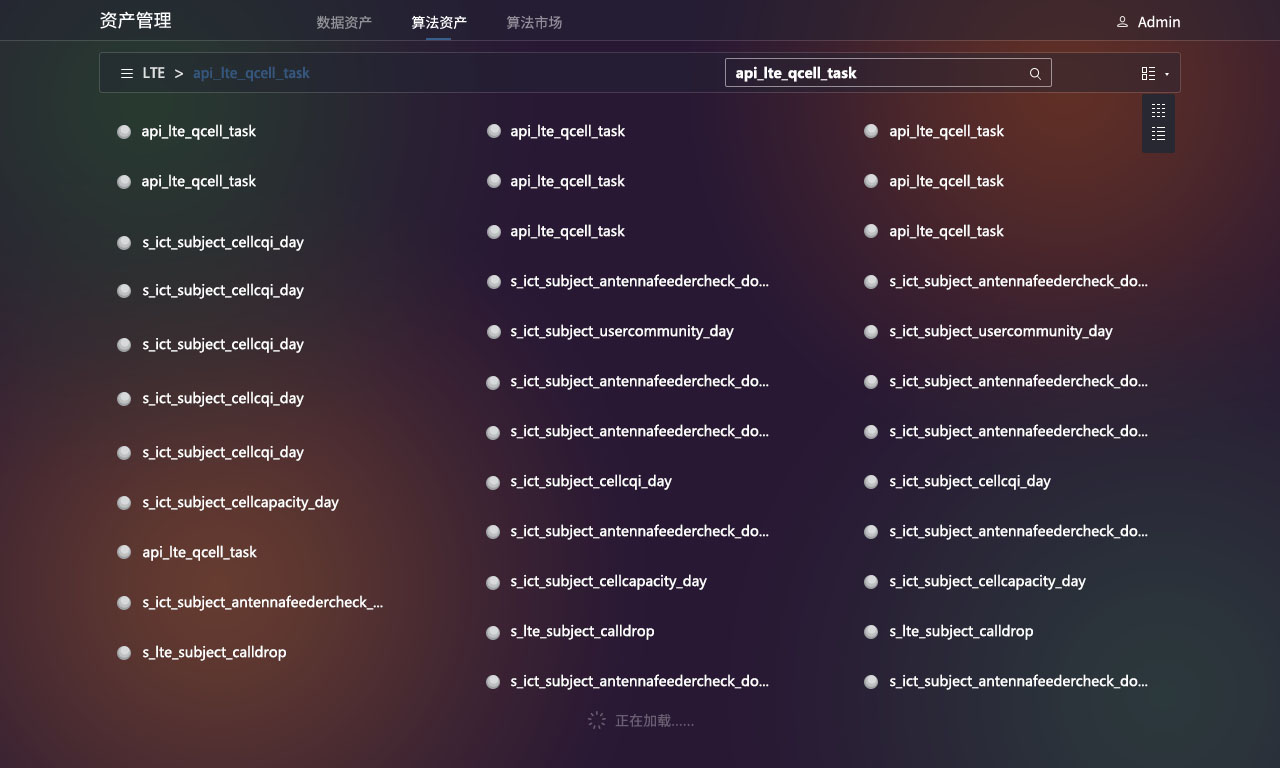 资产管理
数据资产
算法资产
算法市场
Admin
LTE > api_lte_qcell_task
api_lte_qcell_task
api_lte_qcell_task
api_lte_qcell_task
s_ict_subject_cellcqi_day
s_ict_subject_cellcqi_day
s_ict_subject_cellcqi_day
s_ict_subject_cellcqi_day
s_ict_subject_cellcqi_day
s_ict_subject_cellcapacity_day
api_lte_qcell_task
s_ict_subject_antennafeedercheck_...
s_lte_subject_calldrop
api_lte_qcell_task
api_lte_qcell_task
api_lte_qcell_task
s_ict_subject_antennafeedercheck_do...
s_ict_subject_usercommunity_day
s_ict_subject_antennafeedercheck_do...
s_ict_subject_antennafeedercheck_do...
s_ict_subject_cellcqi_day
s_ict_subject_antennafeedercheck_do...
s_ict_subject_cellcapacity_day
s_lte_subject_calldrop
s_ict_subject_antennafeedercheck_do...
api_lte_qcell_task
api_lte_qcell_task
api_lte_qcell_task
s_ict_subject_antennafeedercheck_do...
s_ict_subject_usercommunity_day
s_ict_subject_antennafeedercheck_do...
s_ict_subject_antennafeedercheck_do...
s_ict_subject_cellcqi_day
s_ict_subject_antennafeedercheck_do...
s_ict_subject_cellcapacity_day
s_lte_subject_calldrop
s_ict_subject_antennafeedercheck_do...
正在加载......